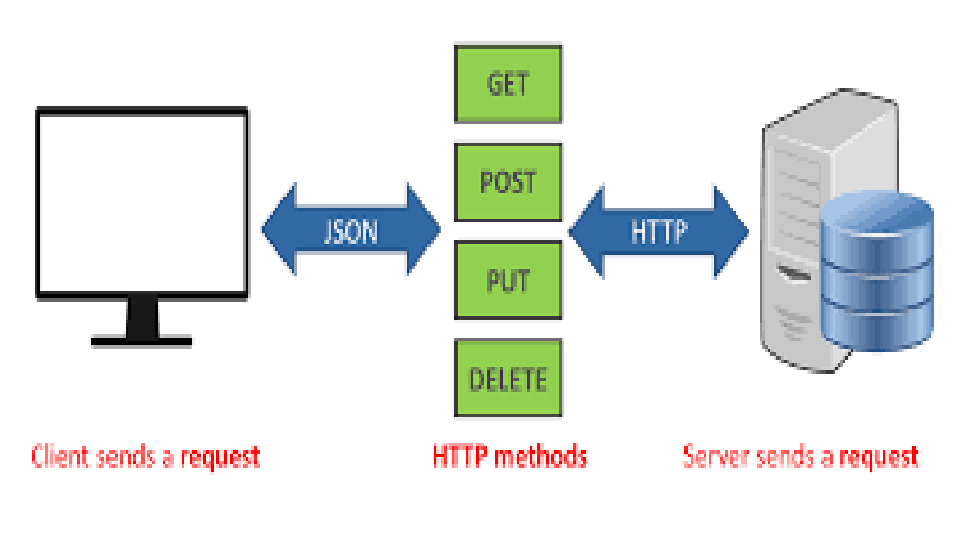 GET
POST
JSON
HTTP
PUT
DELETE
Client sends a request
HTTP methods
Server sends a request